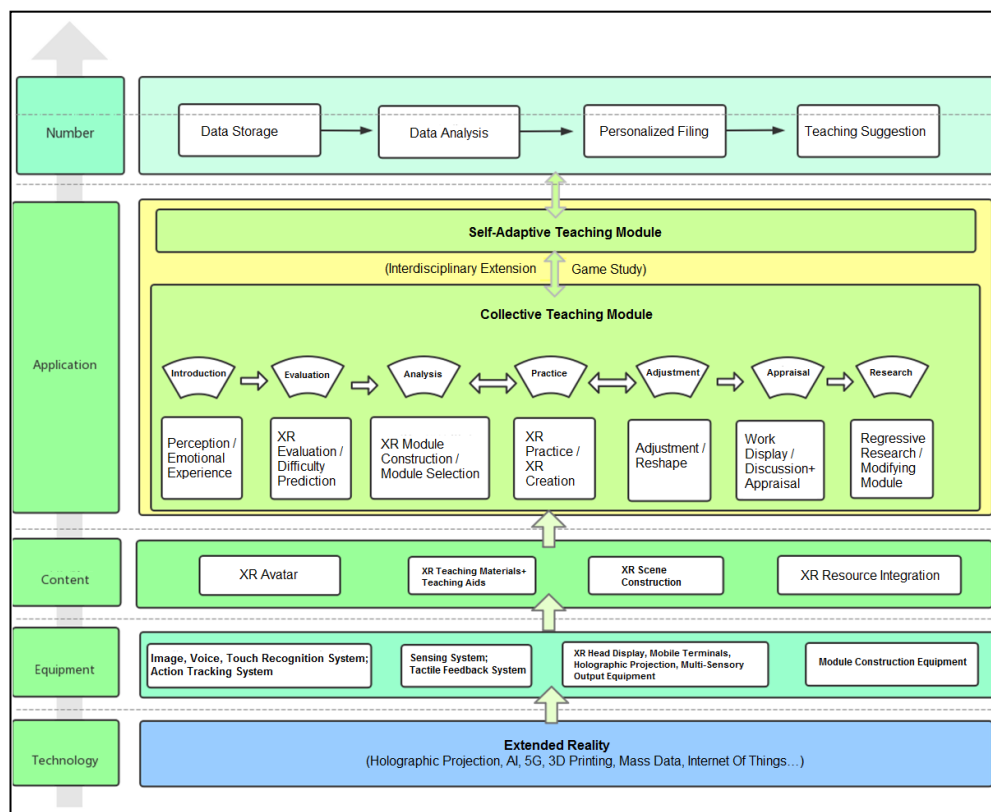 Number
Data Storage
Data Analysis
Personalized Filing
Teaching Suggestion
Application
Self-Adaptive Teaching Module
(Interdisciplinary Extension
Game Study)
Collective Teaching Module
Introduction
Evaluation
Analysis
Practice
Adjustment
Appraisal
Research
Perception /
Emotional
Experience
XR
Evaluation /
Difficulty
Prediction
XR Module
Construction /
Module Selection
XR
Practice /
XR
Creation
Adjustment /
Reshape
Work
Display /
Discussion+
Appraisal
Regressive
Research /
Modifying
Module
Content
XR Avatar
XR Teaching Materials+
Teaching Aids
XR Scene
Construction
XR Resource Integration
Equipment
Image, Voice, Touch Recognition System;
Action Tracking System
Sensing System;
Tactile Feedback System
XR Head Display, Mobile Terminals,
Holographic Projection, Multi-Sensory
Output Equipment
Module Construction Equipment
Technology
Extended Reality
(Holographic Projection, AI, 5G, 3D Printing, Mass Data, Internet Of Things…)